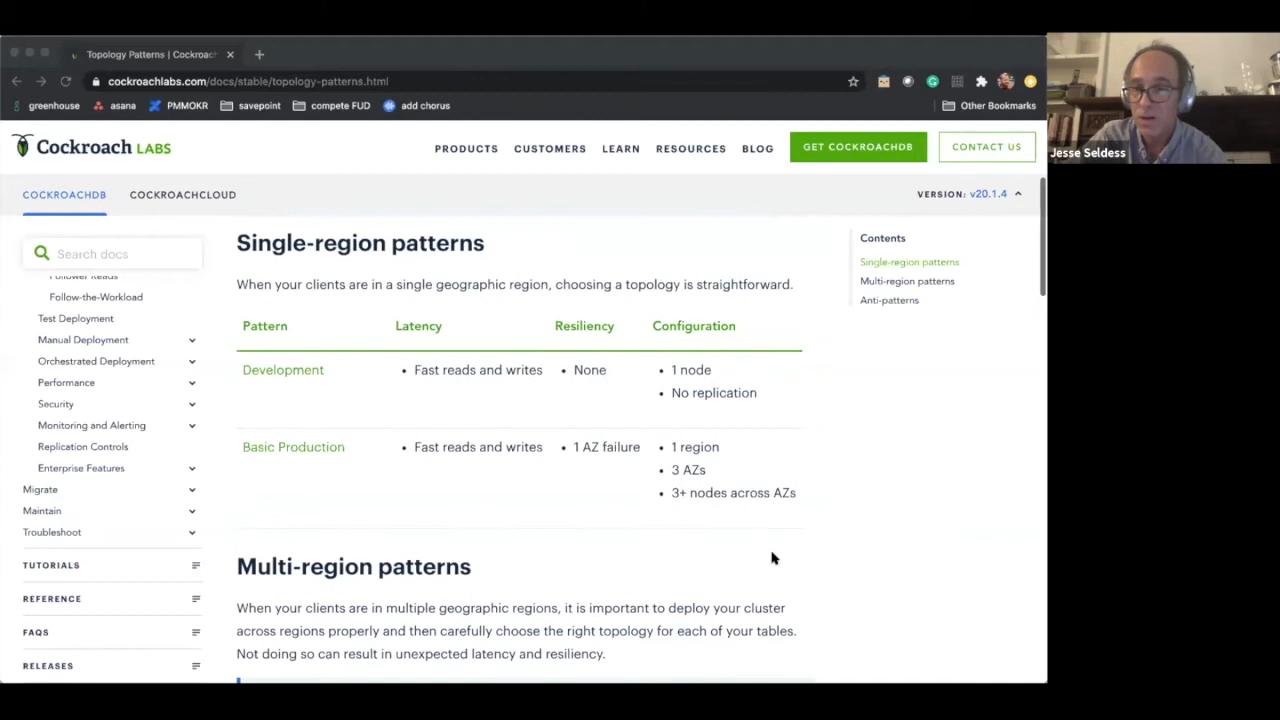 Topology Patterns | Cockroach
cockroachlabs.com/docs/stable/topology-patterns.html
greenhouse
asana
PMMOKR
savepoint
compete FUD
add chorus
Other Bookmarks
Jesse Seldess
Cockroach LABS
PRODUCTS
CUSTOMERS
LEARN
RESOURCES
BLOG
GET COCKROACHDB
CONTACT US
COCKROACHDB
COCKROACHCLOUD
VERSION: v20.1.4
Search docs
Follower Reads
Follow-the-Workload
Test Deployment
Manual Deployment
Orchestrated Deployment
Performance
Security
Monitoring and Alerting
Replication Controls
Enterprise Features
Migrate
Maintain
Troubleshoot
TUTORIALS
REFERENCE
FAQS
RELEASES
Single-region patterns
When your clients are in a single geographic region, choosing a topology is straightforward.
Pattern Latency Resiliency Configuration
Development • Fast reads and writes • None • 1 node
• No replication
Basic Production • Fast reads and writes • 1 AZ failure • 1 region
• 3 AZs
• 3+ nodes across AZs
Multi-region patterns
When your clients are in multiple geographic regions, it is important to deploy your cluster
across regions properly and then carefully choose the right topology for each of your tables.
Not doing so can result in unexpected latency and resiliency.
Contents
Single-region patterns
Multi-region patterns
Anti-patterns